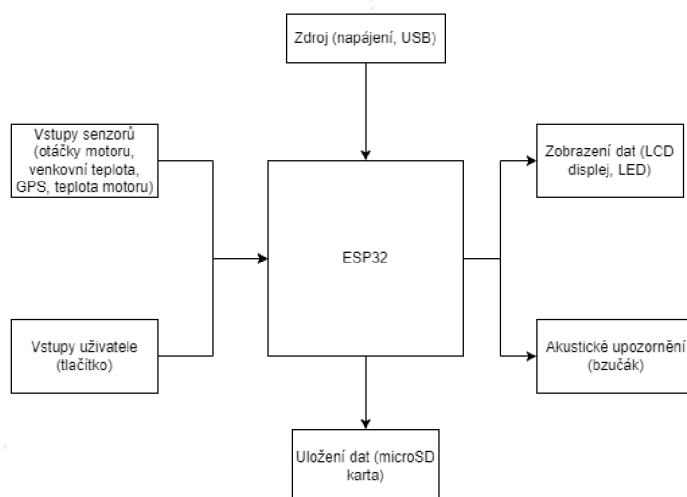 Zdroj (napájení, USB)
Vstupy senzorů
(otáčky motoru,
venkovní teplota,
GPS, teplota motoru)
Zobrazení dat (LCD
displej, LED)
ESP32
Vstupy uživatele
(tlačítko)
Akustické upozornění
(bzučák)
Uložení dat (microSD
karta)